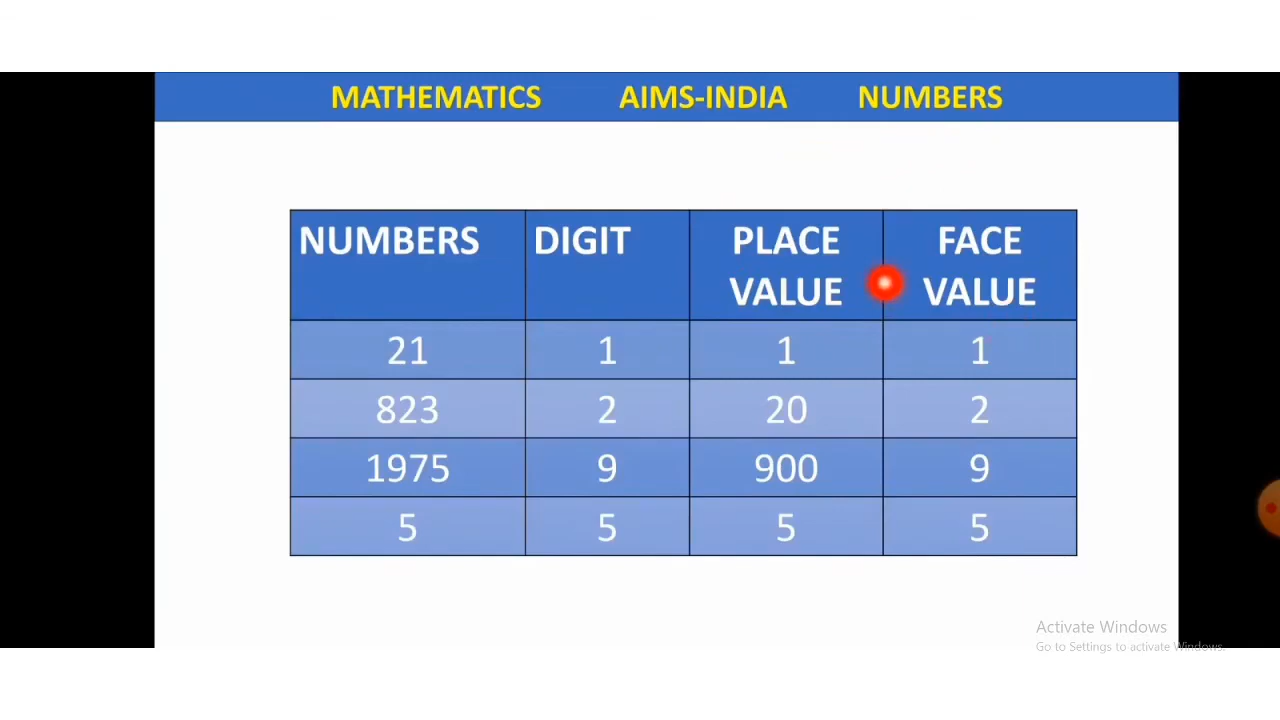 MATHEMATICS AIMS-INDIA NUMBERS
NUMBERS DIGIT PLACE VALUE FACE VALUE
21 1 1 1
823 2 20 2
1975 9 900 9
5 5 5 5
Activate Windows
Go to Settings to activate Windows.